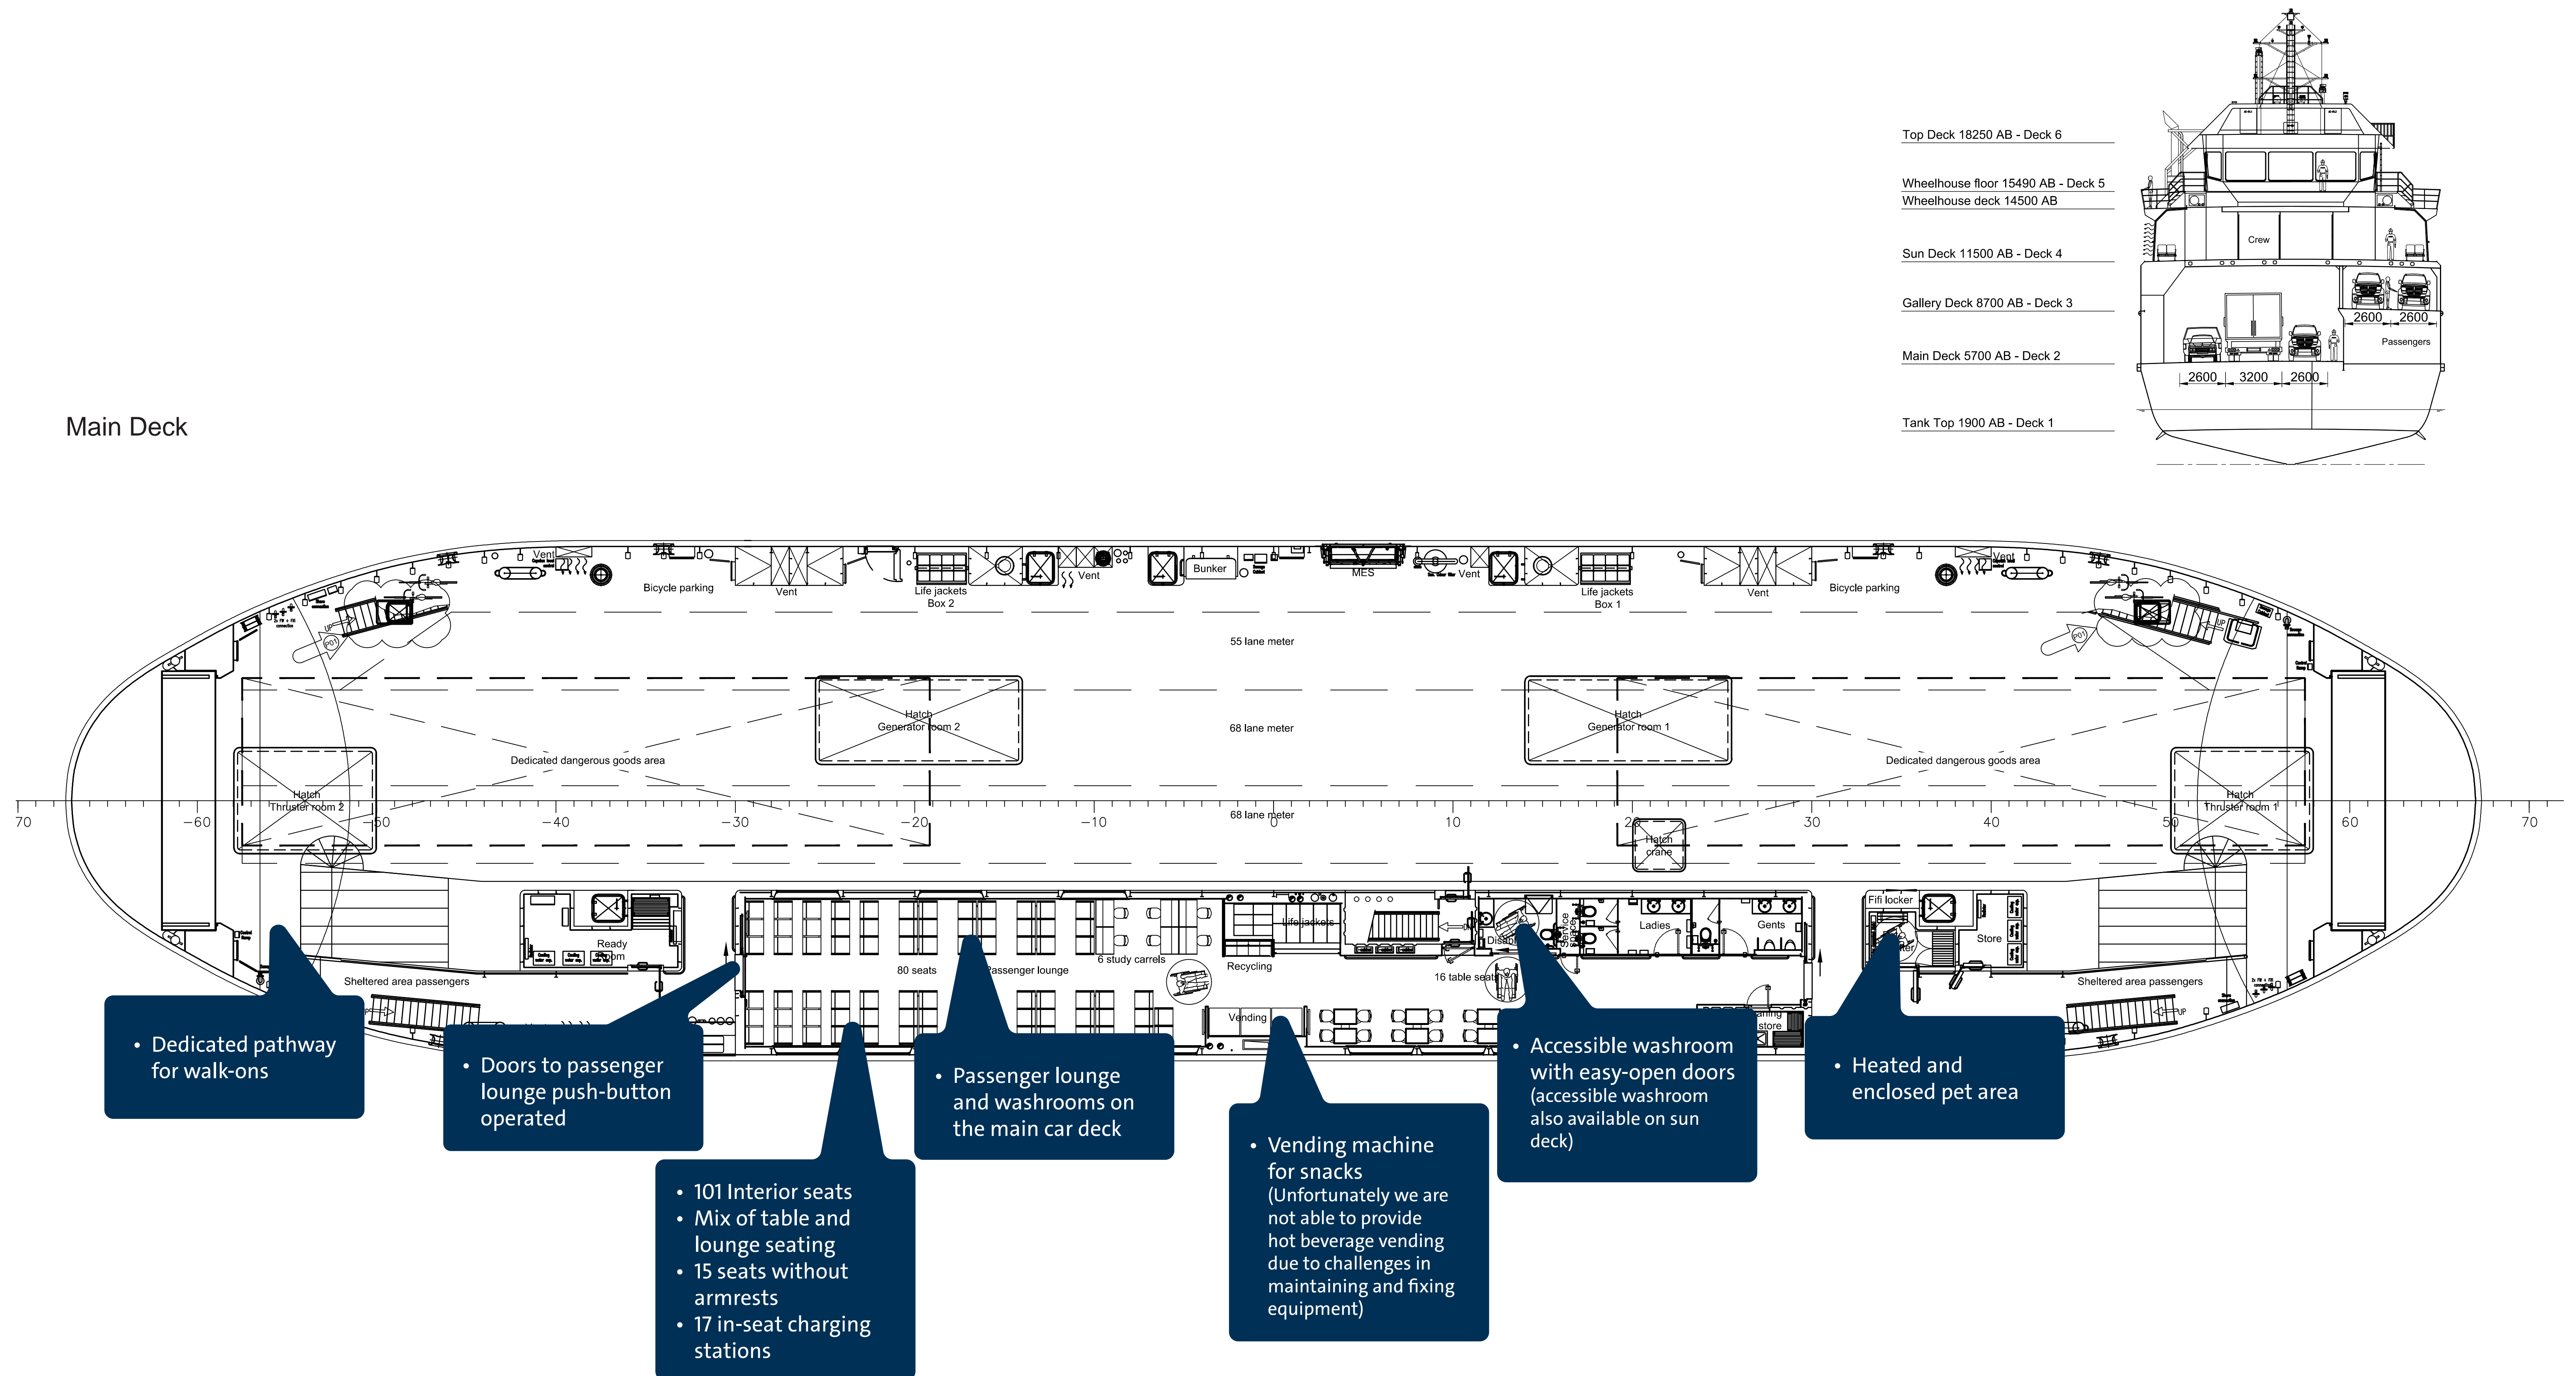 Top Deck 18250 AB - Deck 6
Wheelhouse floor 15490 AB - Deck 5
Wheelhouse deck 14500 AB
Sun Deck 11500 AB - Deck 4
Gallery Deck 8700 AB - Deck 3
Main Deck 5700 AB - Deck 2
Tank Top 1900 AB - Deck 1
Crew
2600 2600
Passengers
2600 3200 2600
Main Deck
Vent
Bicycle parking
Vent
Life jackets
Box 2
Vent
Bunker
MES
Vent
Life jackets
Box 1
Vent
Bicycle parking
Vent
UP
P01
P01
UP
55 lane meter
68 lane meter
68 lane meter
Hatch
Generator room 2
Hatch
Generator room 1
Dedicated dangerous goods area
Dedicated dangerous goods area
Hatch
Thruster room 2
Hatch
Thruster room 1
Hatch
crane
70 -60 -50 -40 -30 -20 -10 0 10 20 30 40 50 60 70
Ready
room
Sheltered area passengers
80 seats
Passenger lounge
6 study carrels
Life jackets
Recycling
Vending
16 table seats
Service
space
Ladies
Gents
store
Fifi locker
Store
Sheltered area passengers
UP
• Dedicated pathway
for walk-ons
• Doors to passenger
lounge push-button
operated
• 101 Interior seats
• Mix of table and
lounge seating
• 15 seats without
armrests
• 17 in-seat charging
stations
• Passenger lounge
and washrooms on
the main car deck
• Vending machine
for snacks
(Unfortunately we are
not able to provide
hot beverage vending
due to challenges in
maintaining and fixing
equipment)
• Accessible washroom
with easy-open doors
(accessible washroom
also available on sun
deck)
• Heated and
enclosed pet area